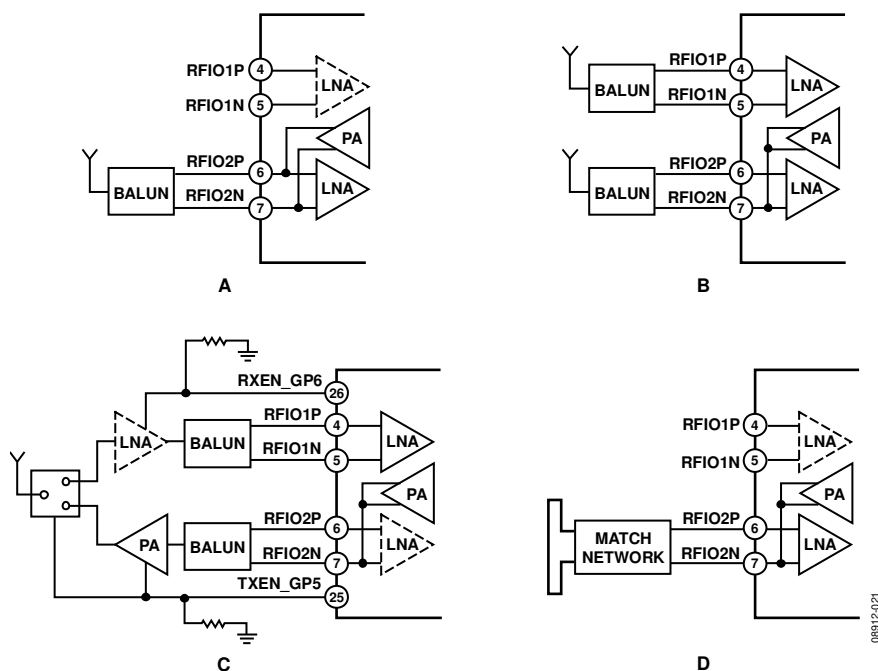 RFIO1P
4
LNA
RFIO1N
5
PA
RFIO2P
6
BALUN
LNA
RFIO2N
7
A
RFIO1P
4
BALUN
LNA
RFIO1N
5
PA
RFIO2P
6
BALUN
LNA
RFIO2N
7
B
RXEN_GP6
26
RFIO1P
4
LNA
BALUN
LNA
RFIO1N
5
PA
RFIO2P
6
PA
BALUN
LNA
RFIO2N
7
TXEN_GP5
25
C
RFIO1P
4
LNA
RFIO1N
5
PA
RFIO2P
6
MATCH
NETWORK
LNA
RFIO2N
7
D
08912-021